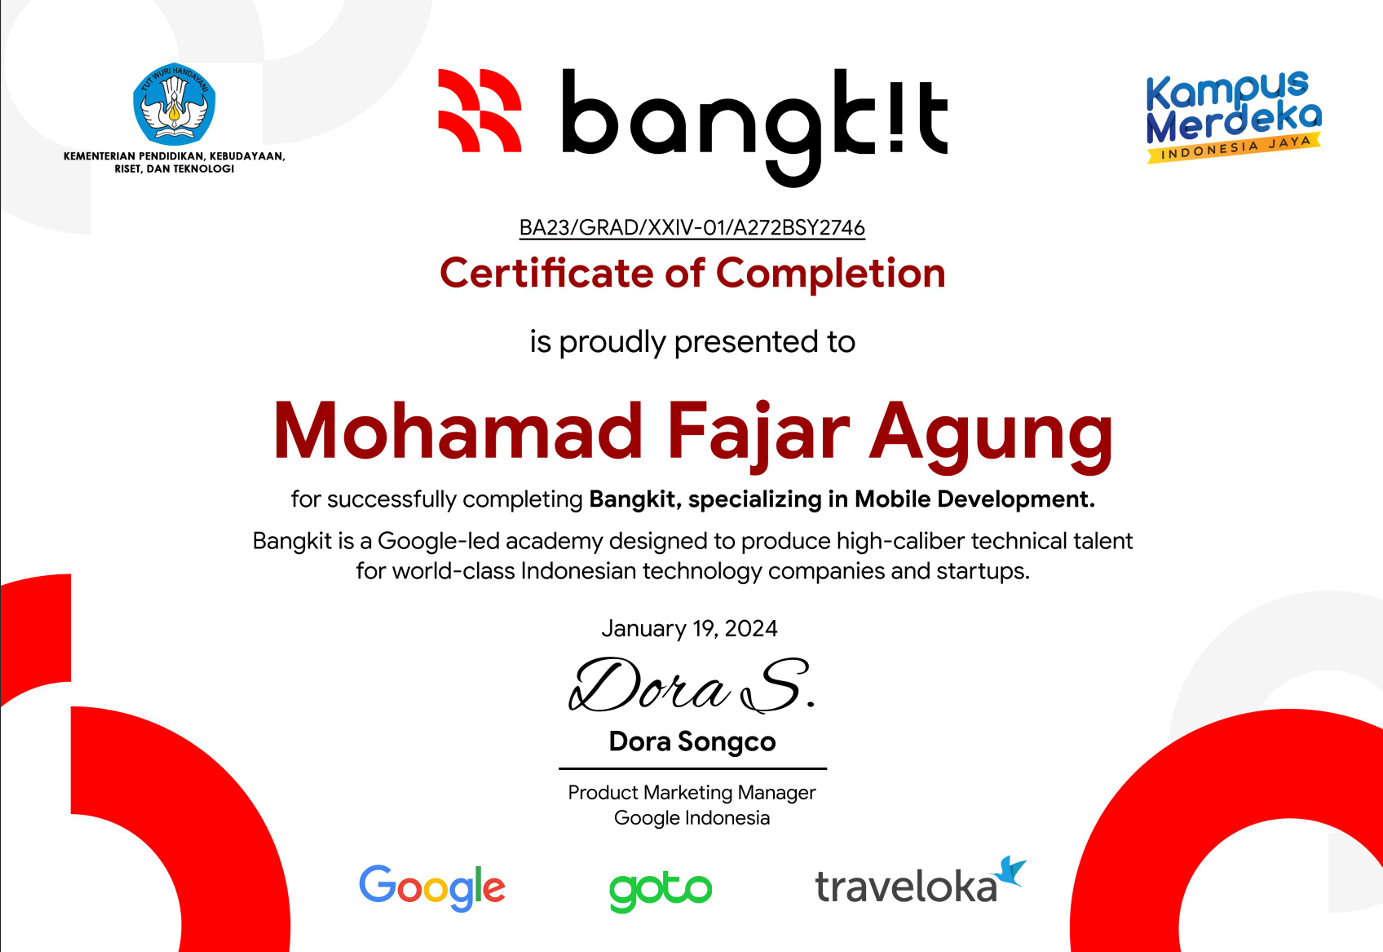 TUT WURI HANDAYANI
KEMENTERIAN PENDIDIKAN, KEBUDAYAAN,
RISET, DAN TEKNOLOGI
bangk!t
Kampus
Merdeka
INDONESIA JAYA
BA23/GRAD/XXIV-01/A272BSY2746
Certificate of Completion
is proudly presented to
Mohamad Fajar Agung
for successfully completing Bangkit, specializing in Mobile Development.
Bangkit is a Google-led academy designed to produce high-caliber technical talent
for world-class Indonesian technology companies and startups.
January 19, 2024
Dora S.
Dora Songco
Product Marketing Manager
Google Indonesia
Google
goto
traveloka